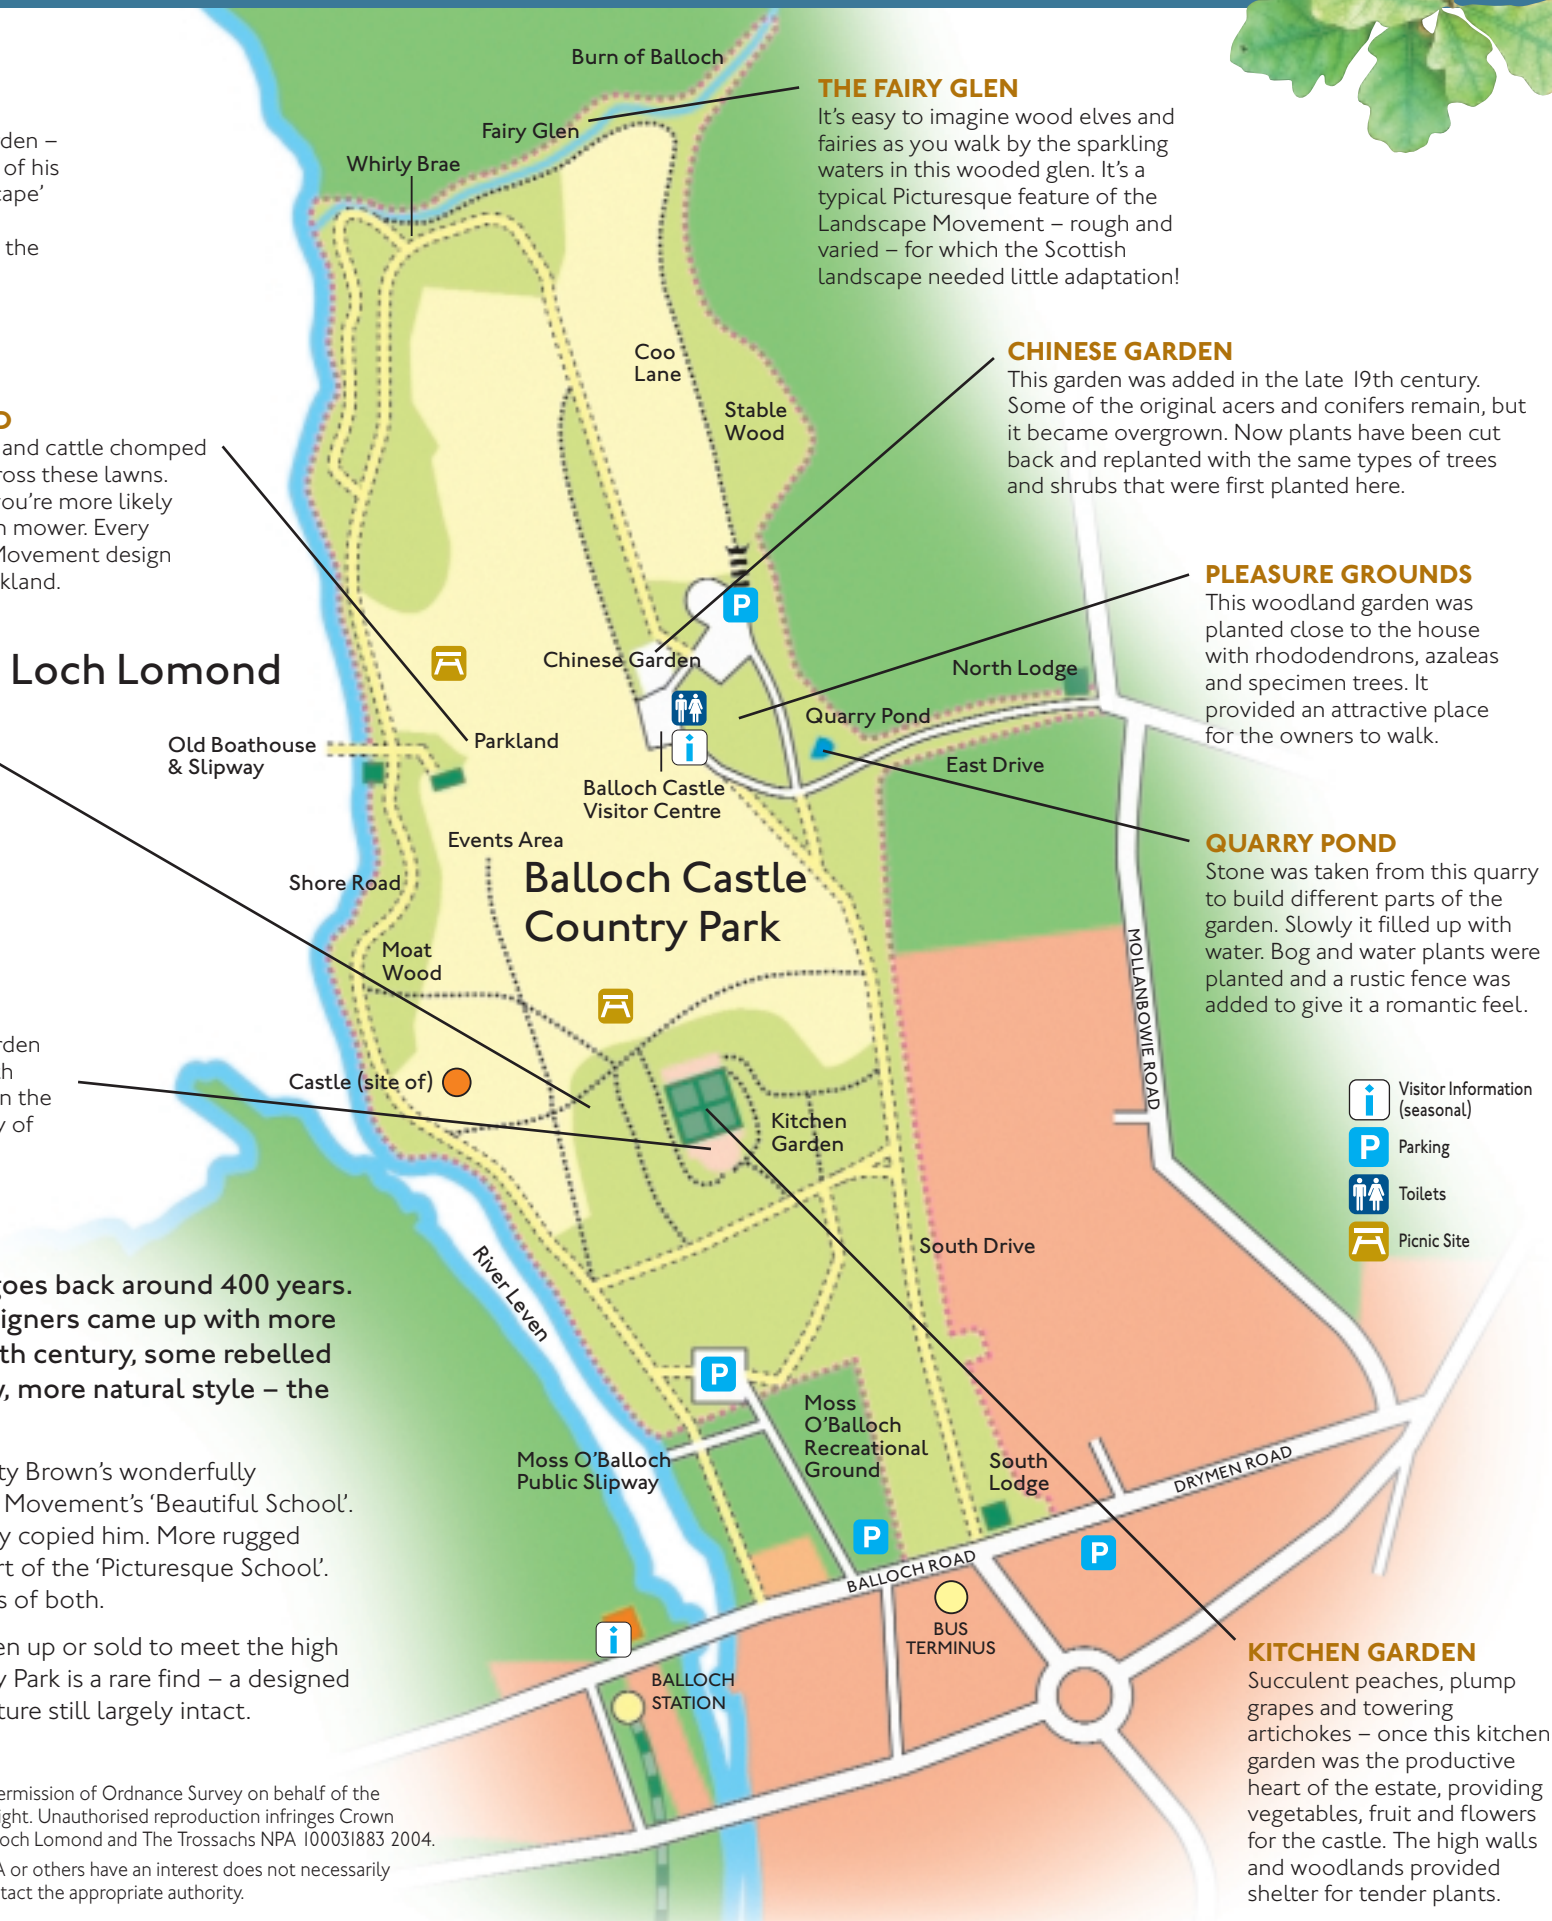 Burn of Balloch
Fairy Glen
Whirly Brae
THE FAIRY GLEN
It's easy to imagine wood elves and
fairies as you walk by the sparkling
waters in this wooded glen. It's a
typical Picturesque feature of the
Landscape Movement – rough and
varied – for which the Scottish
landscape needed little adaptation!
den –
of his
cape'
the
Coo
Lane
Stable
Wood
CHINESE GARDEN
This garden was added in the late 19th century.
Some of the original acers and conifers remain, but
it became overgrown. Now plants have been cut
back and replanted with the same types of trees
and shrubs that were first planted here.
D
and cattle chomped
ross these lawns.
you're more likely
n mower. Every
Movement design
kland.
PLEASURE GROUNDS
This woodland garden was
planted close to the house
with rhododendrons, azaleas
and specimen trees. It
provided an attractive place
for the owners to walk.
P
Loch Lomond
Chinese Garden
North Lodge
Quarry Pond
East Drive
Old Boathouse
& Slipway
Parkland
i
Balloch Castle
Visitor Centre
Events Area
Balloch Castle
Country Park
Shore Road
Moat
Wood
QUARRY POND
Stone was taken from this quarry
to build different parts of the
garden. Slowly it filled up with
water. Bog and water plants were
planted and a rustic fence was
added to give it a romantic feel.
MOLLANBOWIE ROAD
rden
h
n the
y of
Castle (site of)
Kitchen
Garden
i
Visitor Information
(seasonal)
P
Parking
Toilets
Picnic Site
South Drive
River Leven
goes back around 400 years.
igners came up with more
th century, some rebelled
y, more natural style – the
P
Moss
O'Balloch
Recreational
Ground
Moss O'Balloch
Public Slipway
South
Lodge
DRYMEN ROAD
ty Brown's wonderfully
Movement's 'Beautiful School'.
y copied him. More rugged
rt of the 'Picturesque School'.
s of both.
P
P
BALLOCH ROAD
BUS
TERMINUS
i
BALLOCH
STATION
en up or sold to meet the high
y Park is a rare find – a designed
ture still largely intact.
KITCHEN GARDEN
Succulent peaches, plump
grapes and towering
artichokes – once this kitchen
garden was the productive
heart of the estate, providing
vegetables, fruit and flowers
for the castle. The high walls
and woodlands provided
shelter for tender plants.
ermission of Ordnance Survey on behalf of the
ight. Unauthorised reproduction infringes Crown
och Lomond and The Trossachs NPA 100031883 2004.
A or others have an interest does not necessarily
tact the appropriate authority.